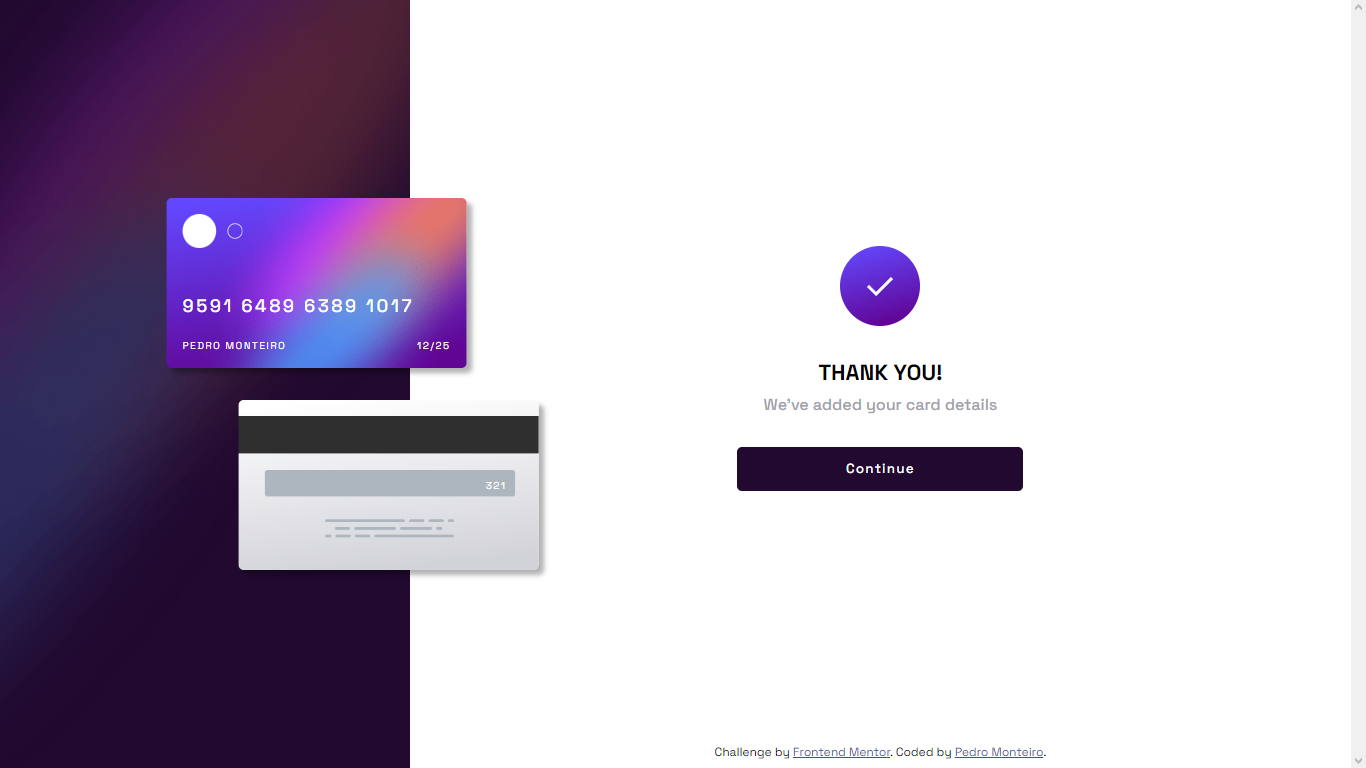 9591 6489 6389 1017
PEDRO MONTEIRO 12/25
321
THANK YOU!
We've added your card details
Continue
Challenge by Frontend Mentor. Coded by Pedro Monteiro.